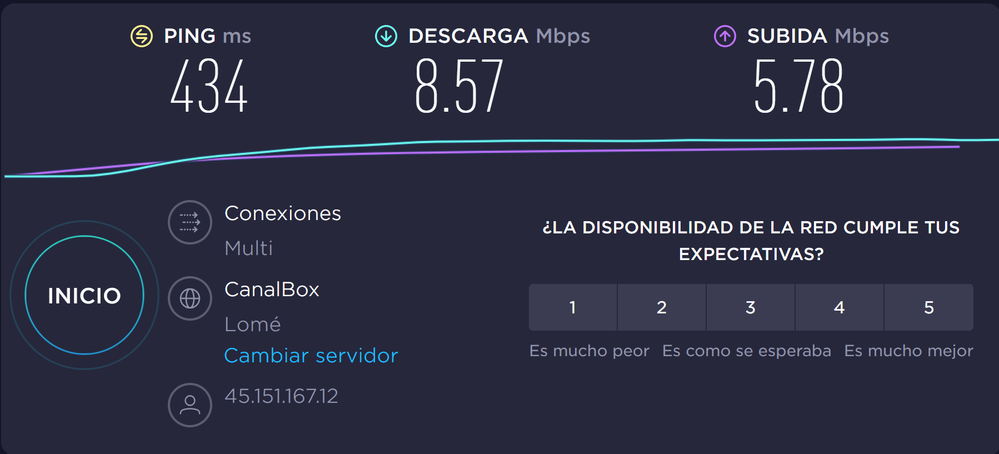 PING ms
434
DESCARGA Mbps
8.57
SUBIDA Mbps
5.78
INICIO
Conexiones
Multi
CanalBox
Lomé
Cambiar servidor
45.151.167.12
¿LA DISPONIBILIDAD DE LA RED CUMPLE TUS
EXPECTATIVAS?
1 2 3 4 5
Es mucho peor Es como se esperaba Es mucho mejor